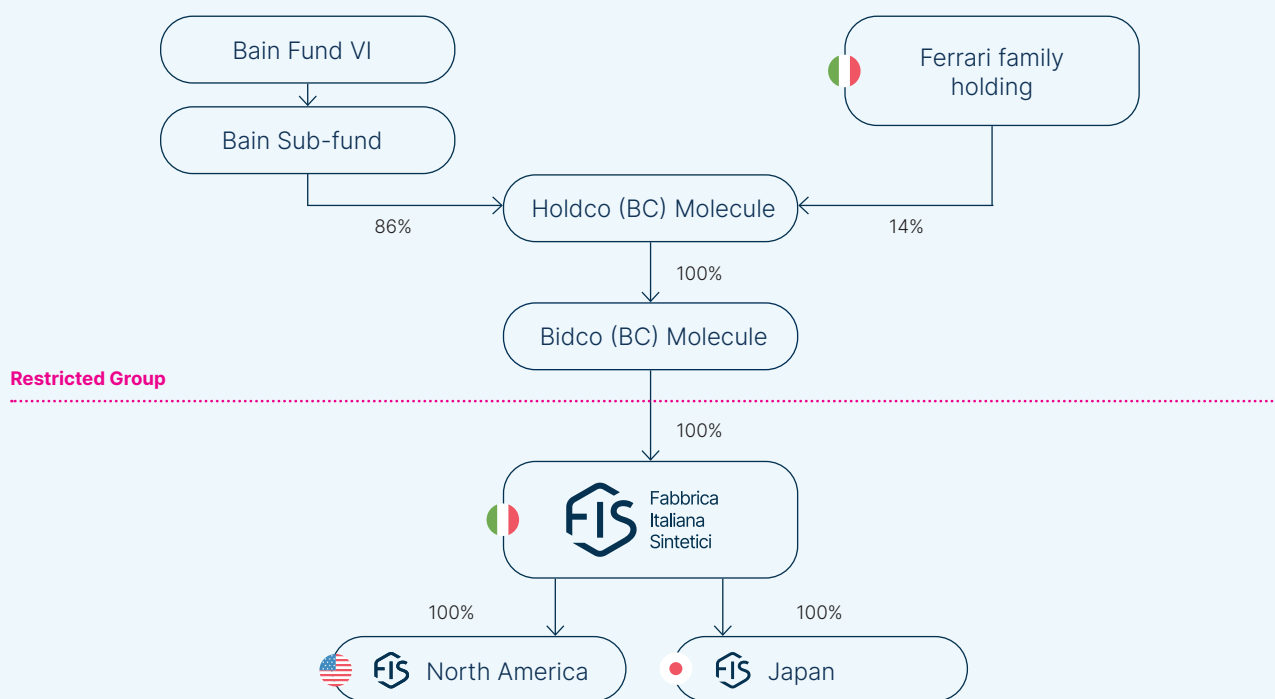 Bain Fund VI
Ferrari family
holding
Bain Sub-fund
Holdco (BC) Molecule
86%
14%
100%
Bidco (BC) Molecule
Restricted Group
100%
FIS
Fabbrica
Italiana
Sintetici
100%
100%
FIS North America
FIS Japan